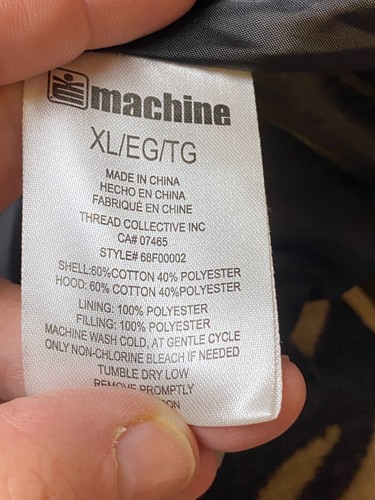 machine
XL/EG/TG
MADE IN CHINA
HECHO EN CHINA
FABRIQUÉ EN CHINE
THREAD COLLECTIVE INC
CA# 07465
STYLE# 68F00002
SHELL:60%COTTON 40% POLYESTER
HOOD: 60% COTTON 40%POLYESTER
LINING: 100% POLYESTER
FILLING: 100% POLYESTER
MACHINE WASH COLD, AT GENTLE CYCLE
ONLY NON-CHLORINE BLEACH IF NEEDED
TUMBLE DRY LOW
REMOVE PROMPTLY